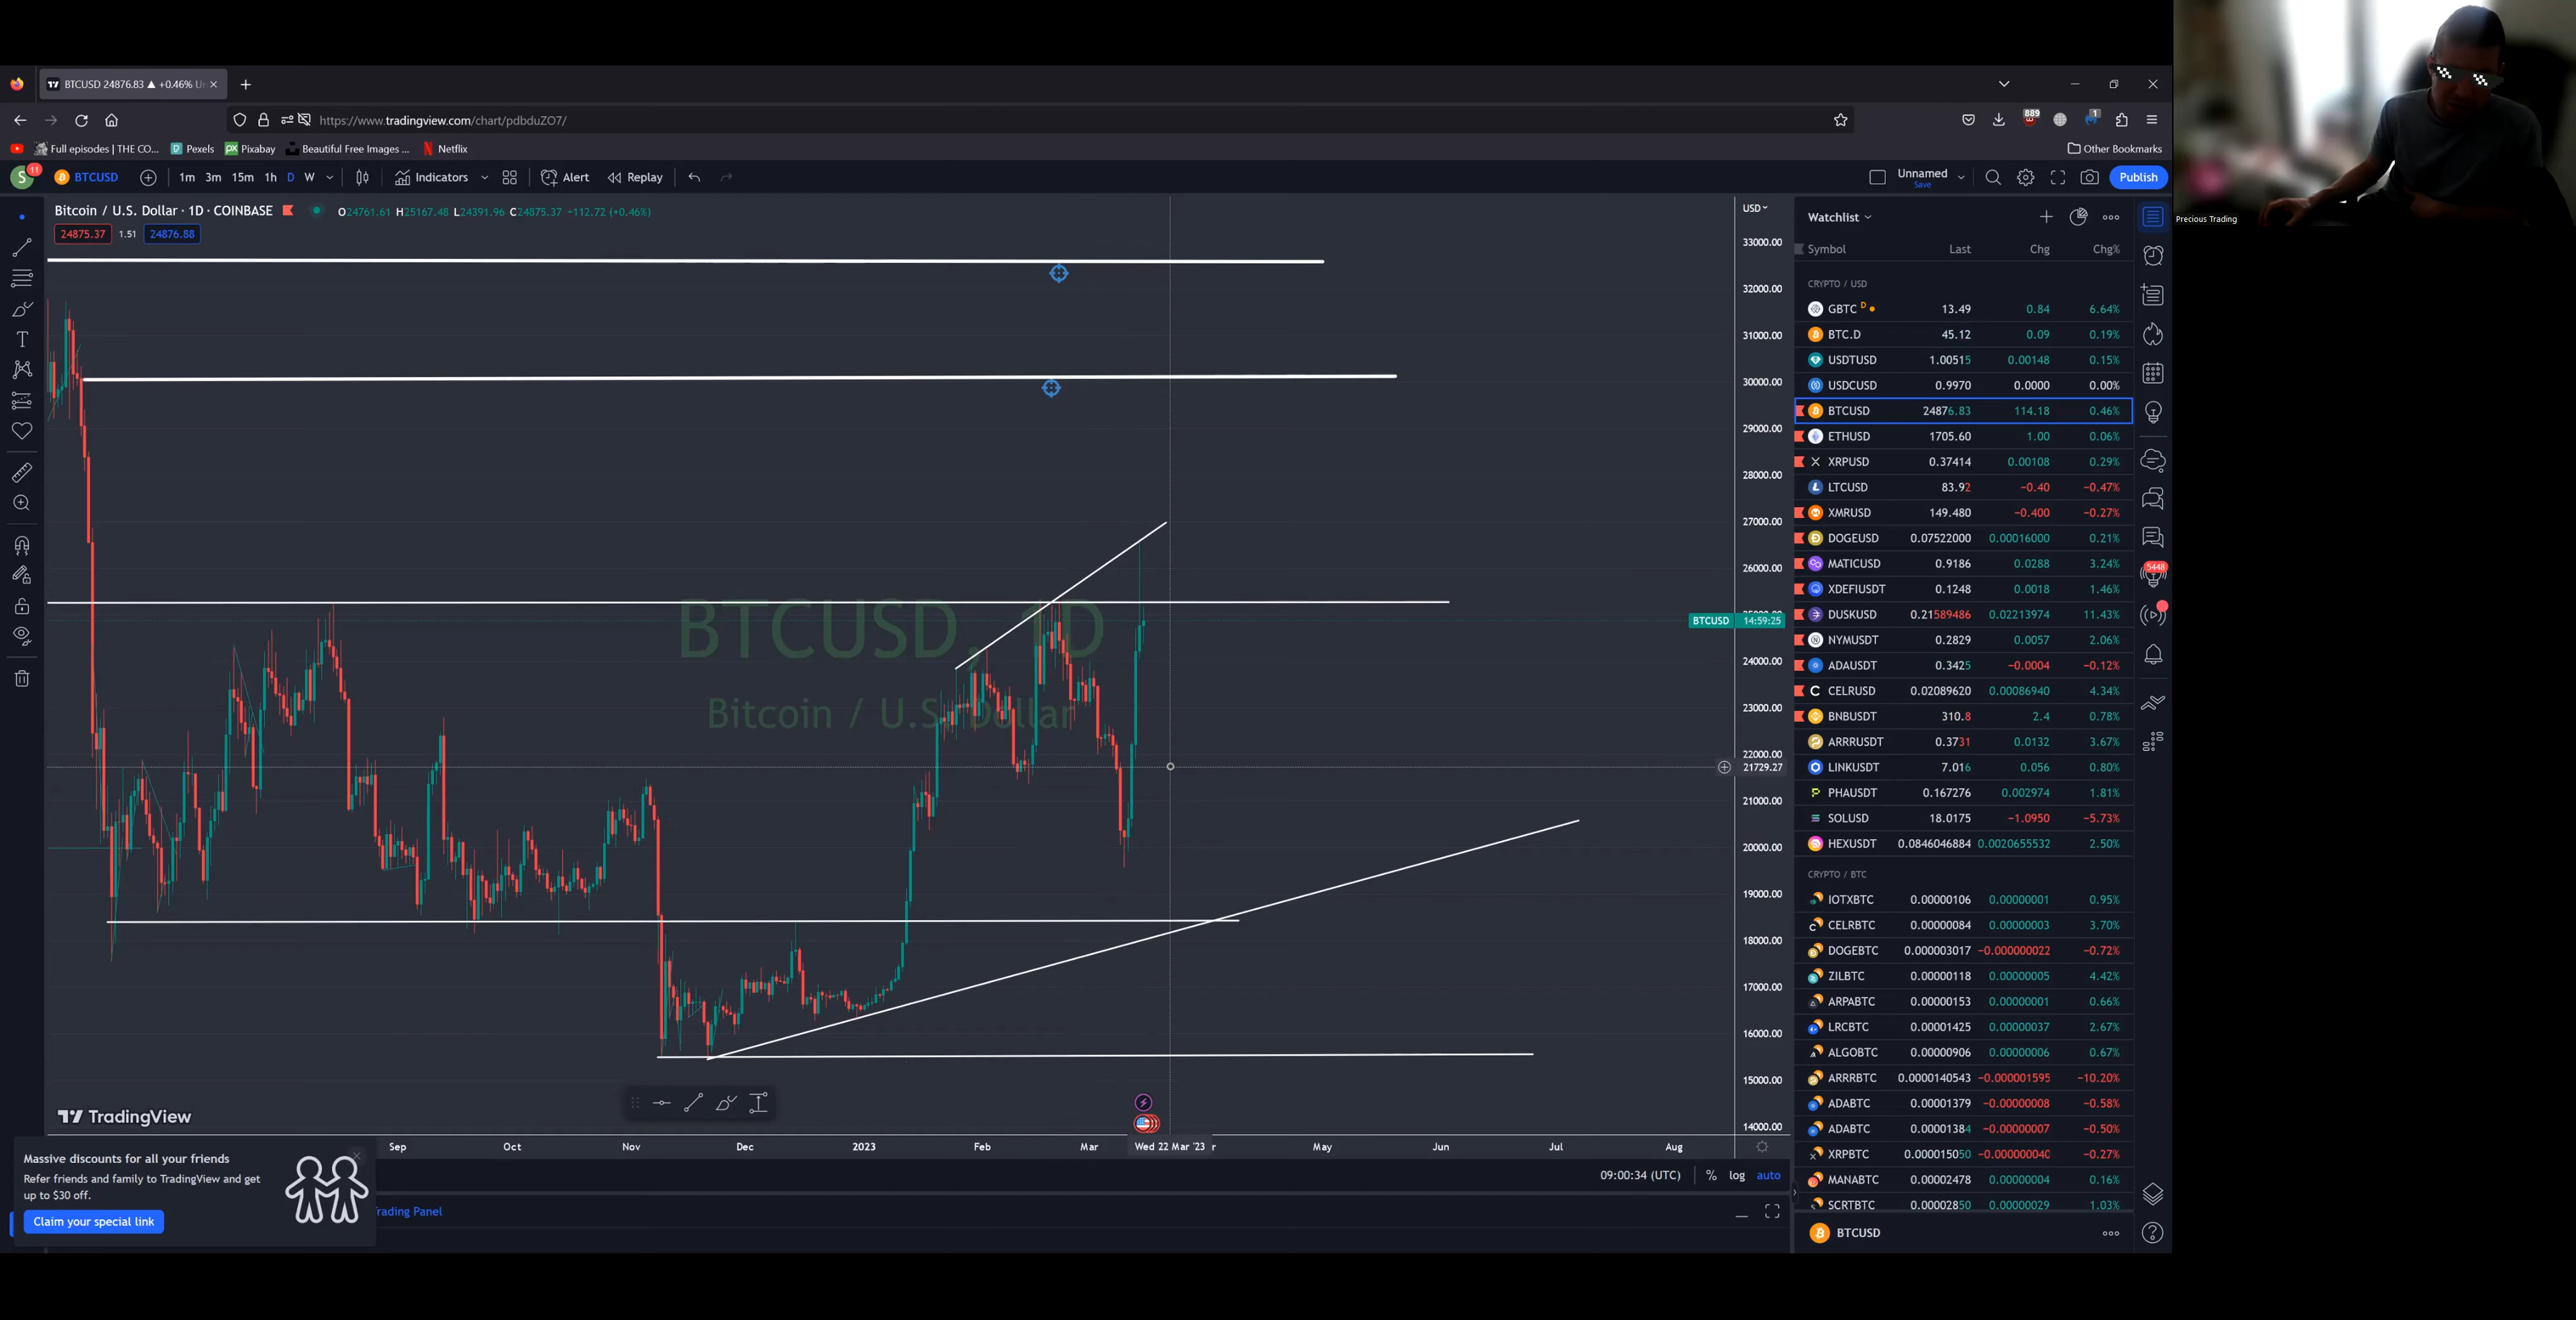 BTCUSD 24876.83 ▲ +0.46% U
https://www.tradingview.com/chart/pdbduZO7/
889
1
Full episodes | THE CO...
Pexels
Pixabay
Beautiful Free Images ...
Netflix
Other Bookmarks
S
11
BTCUSD
1m 3m 15m 1h D W
Indicators
Alert
Replay
Unnamed
Save
Publish
Precious Trading
Bitcoin / U.S. Dollar · 1D · COINBASE
O24761.61 H25167.48 L24391.96 C24875.37 +112.72 (+0.46%)
24875.37 1.51 24876.88
BTCUSD, 1D
Bitcoin / U.S. Dollar
USD
33000.00
32000.00
31000.00
30000.00
29000.00
28000.00
27000.00
26000.00
BTCUSD 14:59:25
24000.00
23000.00
22000.00
21729.27
21000.00
20000.00
19000.00
18000.00
17000.00
16000.00
15000.00
14000.00
TradingView
Sep Oct Nov Dec 2023 Feb Mar Wed 22 Mar '23 May Jun Jul Aug
09:00:34 (UTC) % log auto
Massive discounts for all your friends
Refer friends and family to TradingView and get
up to $30 off.
Claim your special link
rading Panel
Watchlist
Symbol Last Chg Chg%
CRYPTO / USD
GBTC D 13.49 0.84 6.64%
BTC.D 45.12 0.09 0.19%
USDTUSD 1.00515 0.00148 0.15%
USDCUSD 0.9970 0.0000 0.00%
BTCUSD 24876.83 114.18 0.46%
ETHUSD 1705.60 1.00 0.06%
XRPUSD 0.37414 0.00108 0.29%
LTCUSD 83.92 −0.40 −0.47%
XMRUSD 149.480 −0.400 −0.27%
DOGEUSD 0.07522000 0.00016000 0.21%
MATICUSD 0.9186 0.0288 3.24%
XDEFIUSDT 0.1248 0.0018 1.46%
DUSKUSD 0.21589486 0.02213974 11.43%
NYMUSDT 0.2829 0.0057 2.06%
ADAUSDT 0.3425 −0.0004 −0.12%
CELRUSD 0.02089620 0.00086940 4.34%
BNBUSDT 310.8 2.4 0.78%
ARRRUSDT 0.3731 0.0132 3.67%
LINKUSDT 7.016 0.056 0.80%
PHAUSDT 0.167276 0.002974 1.81%
SOLUSD 18.0175 −1.0950 −5.73%
HEXUSDT 0.0846046884 0.0020655532 2.50%
CRYPTO / BTC
IOTXBTC 0.00000106 0.00000001 0.95%
CELRBTC 0.00000084 0.00000003 3.70%
DOGEBTC 0.000003017 −0.000000022 −0.72%
ZILBTC 0.00000118 0.00000005 4.42%
ARPABTC 0.00000153 0.00000001 0.66%
LRCBTC 0.00001425 0.00000037 2.67%
ALGOBTC 0.00000906 0.00000006 0.67%
ARRRBTC 0.0000140543 −0.000001595 −10.20%
ADABTC 0.00001379 −0.00000008 −0.58%
ADABTC 0.00001384 −0.00000007 −0.50%
XRPBTC 0.000015050 −0.000000040 −0.27%
MANABTC 0.00002478 0.00000004 0.16%
SCRTBTC 0.00002850 0.00000029 1.03%
BTCUSD
5448